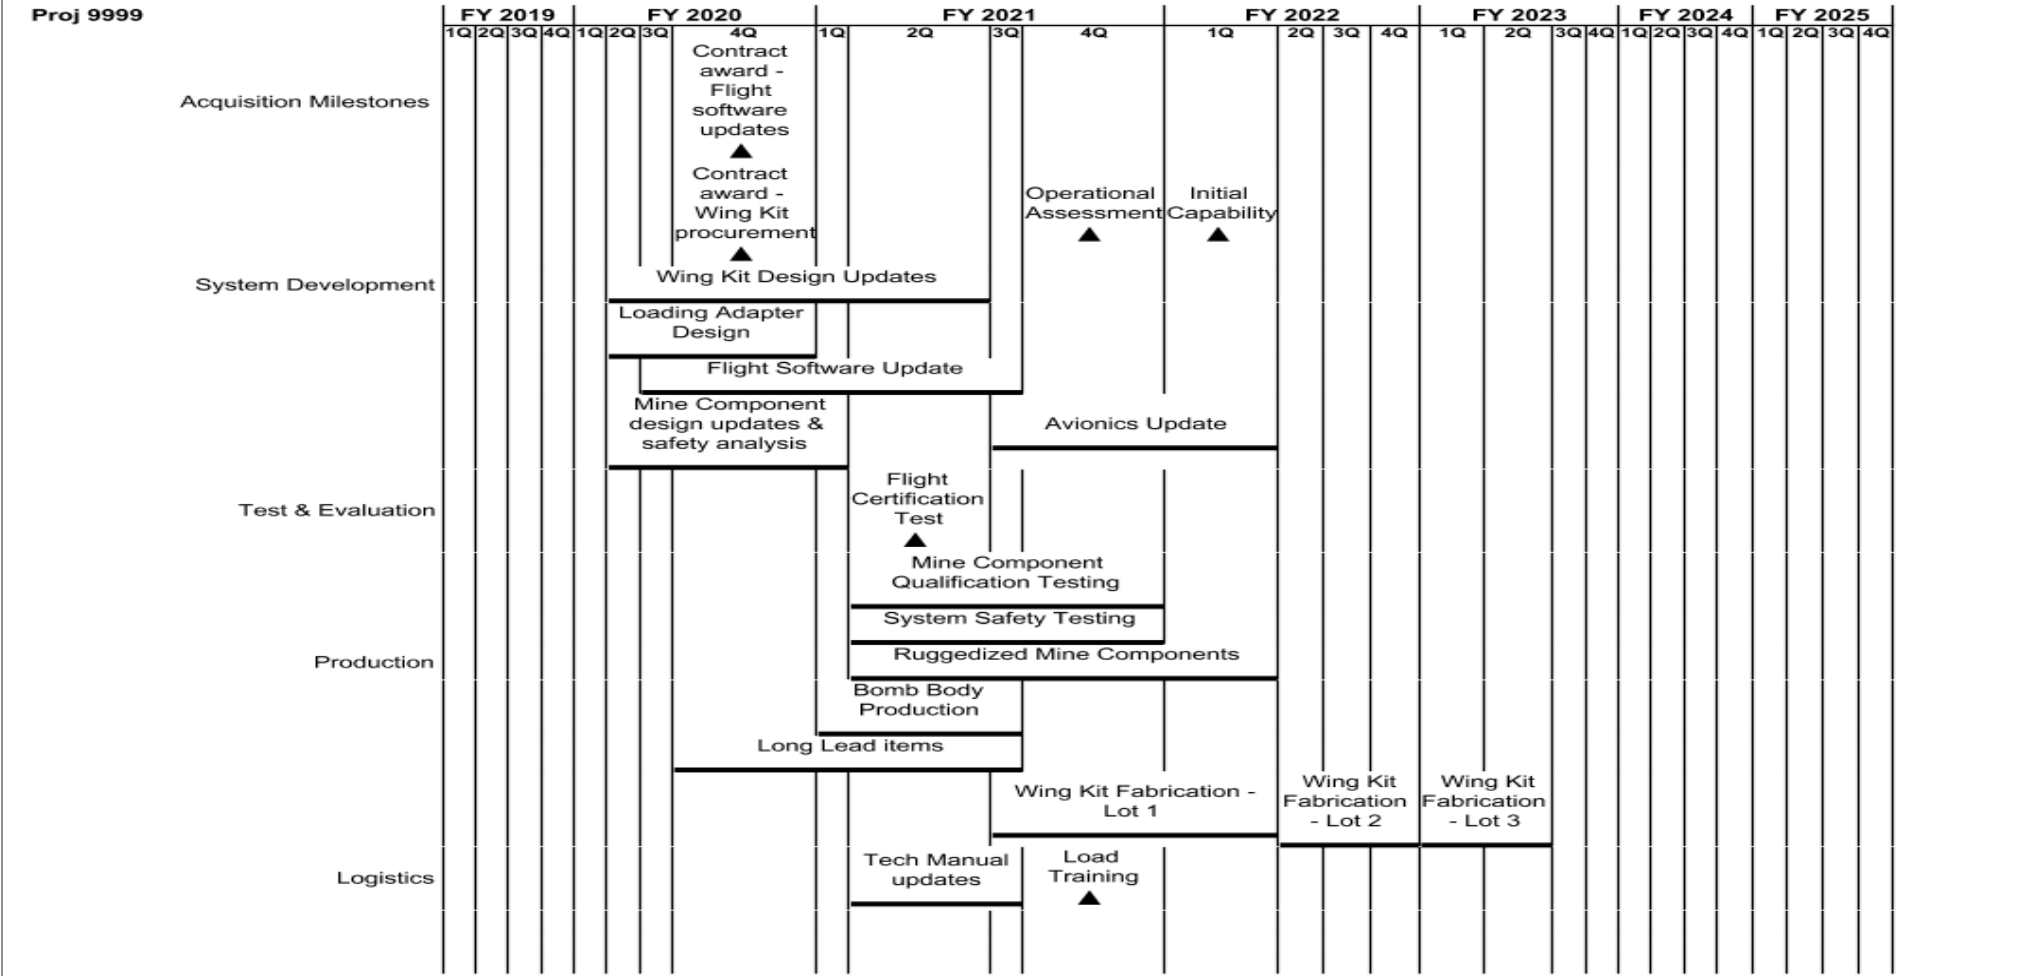 Proj 9999
FY 2019 FY 2020 FY 2021 FY 2022 FY 2023 FY 2024 FY 2025
1Q 2Q 3Q 4Q 1Q 2Q 3Q 4Q 1Q 2Q 3Q 4Q 1Q 2Q 3Q 4Q 1Q 2Q 3Q 4Q 1Q 2Q 3Q 4Q 1Q 2Q 3Q 4Q
Acquisition Milestones
Contract
award -
Flight
software
updates
Contract
award -
Wing Kit
procurement
Operational
Assessment
Initial
Capability
System Development
Wing Kit Design Updates
Loading Adapter
Design
Flight Software Update
Mine Component
design updates &
safety analysis
Avionics Update
Test & Evaluation
Flight
Certification
Test
Mine Component
Qualification Testing
System Safety Testing
Production
Ruggedized Mine Components
Bomb Body
Production
Long Lead items
Wing Kit Fabrication -
Lot 1
Wing Kit
Fabrication
- Lot 2
Wing Kit
Fabrication
- Lot 3
Logistics
Tech Manual
updates
Load
Training